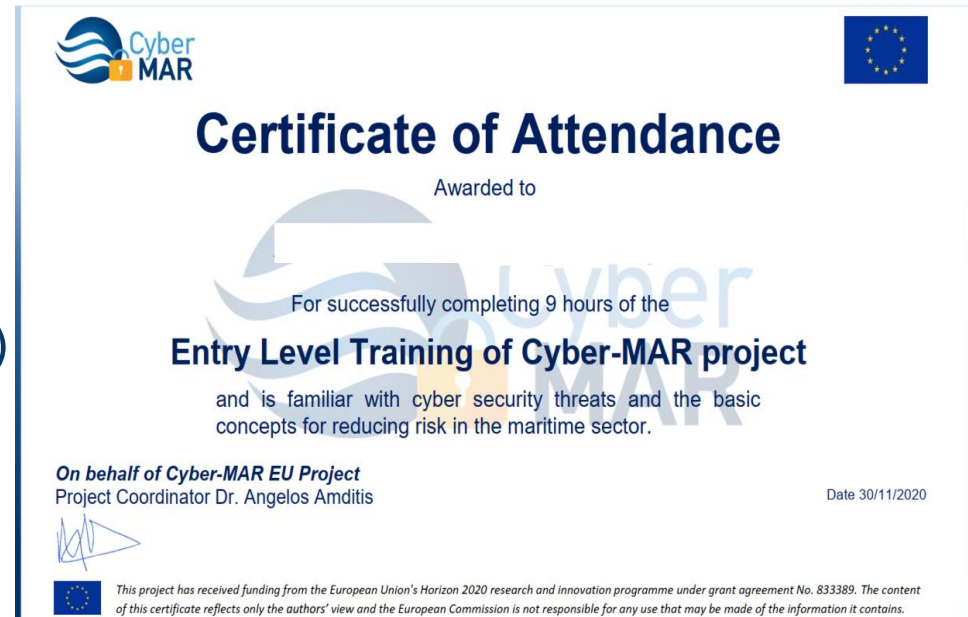 Cyber
MAR
Certificate of Attendance
Awarded to
Cyber
MAR
For successfully completing 9 hours of the
Entry Level Training of Cyber-MAR project
and is familiar with cyber security threats and the basic
concepts for reducing risk in the maritime sector.
On behalf of Cyber-MAR EU Project
Project Coordinator Dr. Angelos Amditis
Date 30/11/2020
This project has received funding from the European Union's Horizon 2020 research and innovation programme under grant agreement No. 833389. The content
of this certificate reflects only the authors' view and the European Commission is not responsible for any use that may be made of the information it contains.
)